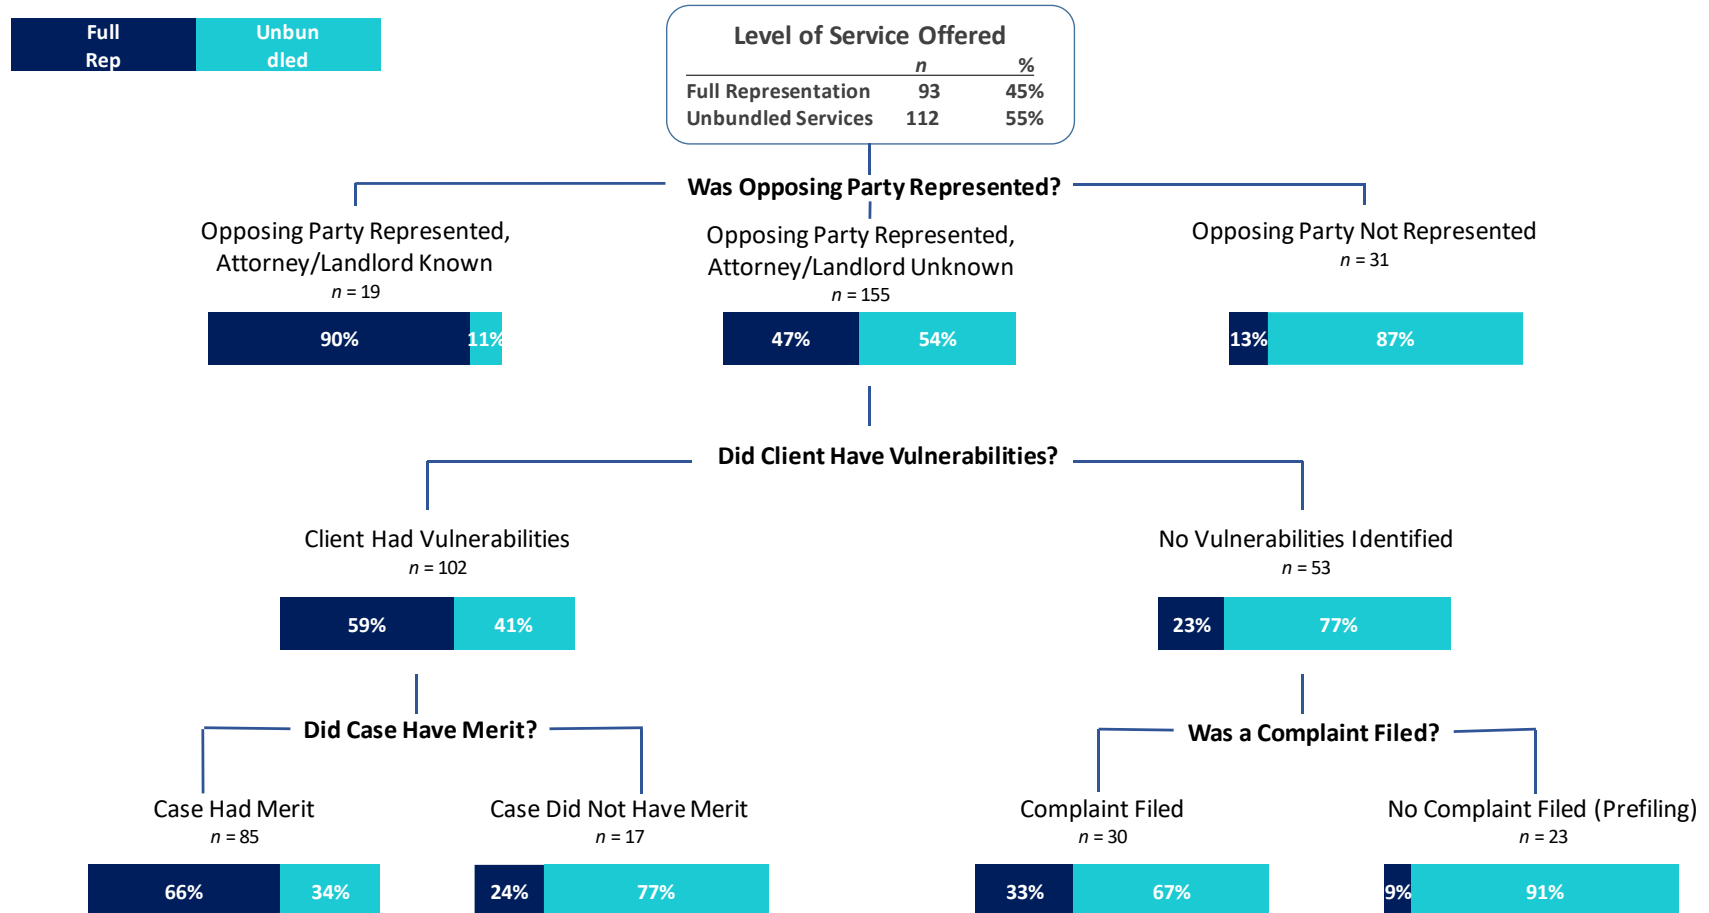 Full Rep
Unbun dled
Level of Service Offered
n %
Full Representation 93 45%
Unbundled Services 112 55%
Was Opposing Party Represented?
Opposing Party Represented,
Attorney/Landlord Known
n = 19
90% 11%
Opposing Party Represented,
Attorney/Landlord Unknown
n = 155
47% 54%
Opposing Party Not Represented
n = 31
13% 87%
Did Client Have Vulnerabilities?
Client Had Vulnerabilities
n = 102
59% 41%
No Vulnerabilities Identified
n = 53
23% 77%
Did Case Have Merit?
Was a Complaint Filed?
Case Had Merit
n = 85
66% 34%
Case Did Not Have Merit
n = 17
24% 77%
Complaint Filed
n = 30
33% 67%
No Complaint Filed (Prefiling)
n = 23
9% 91%